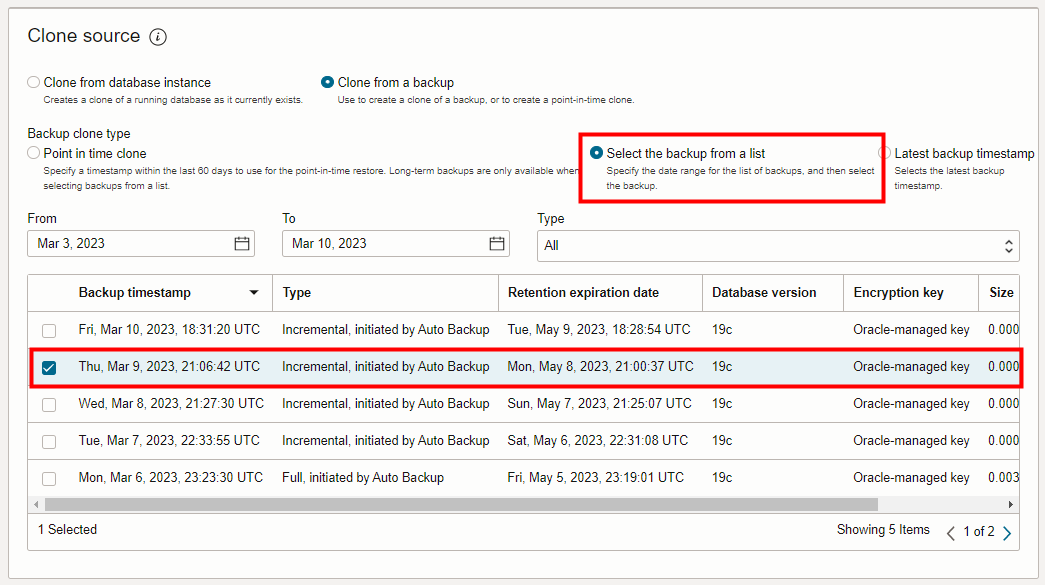 Clone source
Clone from database instance
Creates a clone of a running database as it currently exists.
Clone from a backup
Use to create a clone of a backup, or to create a point-in-time clone.
Backup clone type
Point in time clone
Specify a timestamp within the last 60 days to use for the point-in-time restore. Long-term backups are only available when
selecting backups from a list.
Select the backup from a list
Specify the date range for the list of backups, and then select
the backup.
Latest backup timestamp
Selects the latest backup
timestamp.
From
To
Type
Mar 3, 2023
Mar 10, 2023
All
Backup timestamp Type Retention expiration date Database version Encryption key Size
Fri, Mar 10, 2023, 18:31:20 UTC Incremental, initiated by Auto Backup Tue, May 9, 2023, 18:28:54 UTC 19c Oracle-managed key 0.000
Thu, Mar 9, 2023, 21:06:42 UTC Incremental, initiated by Auto Backup Mon, May 8, 2023, 21:00:37 UTC 19c Oracle-managed key 0.000
Wed, Mar 8, 2023, 21:27:30 UTC Incremental, initiated by Auto Backup Sun, May 7, 2023, 21:25:07 UTC 19c Oracle-managed key 0.000
Tue, Mar 7, 2023, 22:33:55 UTC Incremental, initiated by Auto Backup Sat, May 6, 2023, 22:31:08 UTC 19c Oracle-managed key 0.000
Mon, Mar 6, 2023, 23:23:30 UTC Full, initiated by Auto Backup Fri, May 5, 2023, 23:19:01 UTC 19c Oracle-managed key 0.003
1 Selected
Showing 5 Items 1 of 2